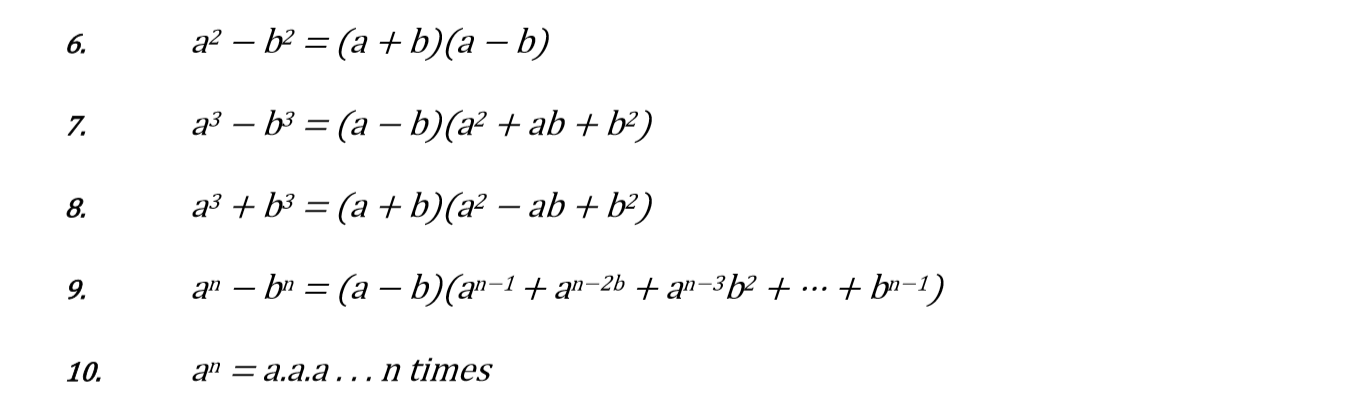 6. a² − b² = (a + b)(a − b)
7. a³ − b³ = (a − b)(a² + ab + b²)
8. a³ + b³ = (a + b)(a² − ab + b²)
9. aⁿ − bⁿ = (a − b)(aⁿ⁻¹ + aⁿ⁻²ᵇ + aⁿ⁻³b² + ⋯ + bⁿ⁻¹)
10. aⁿ = a.a.a . . . n times